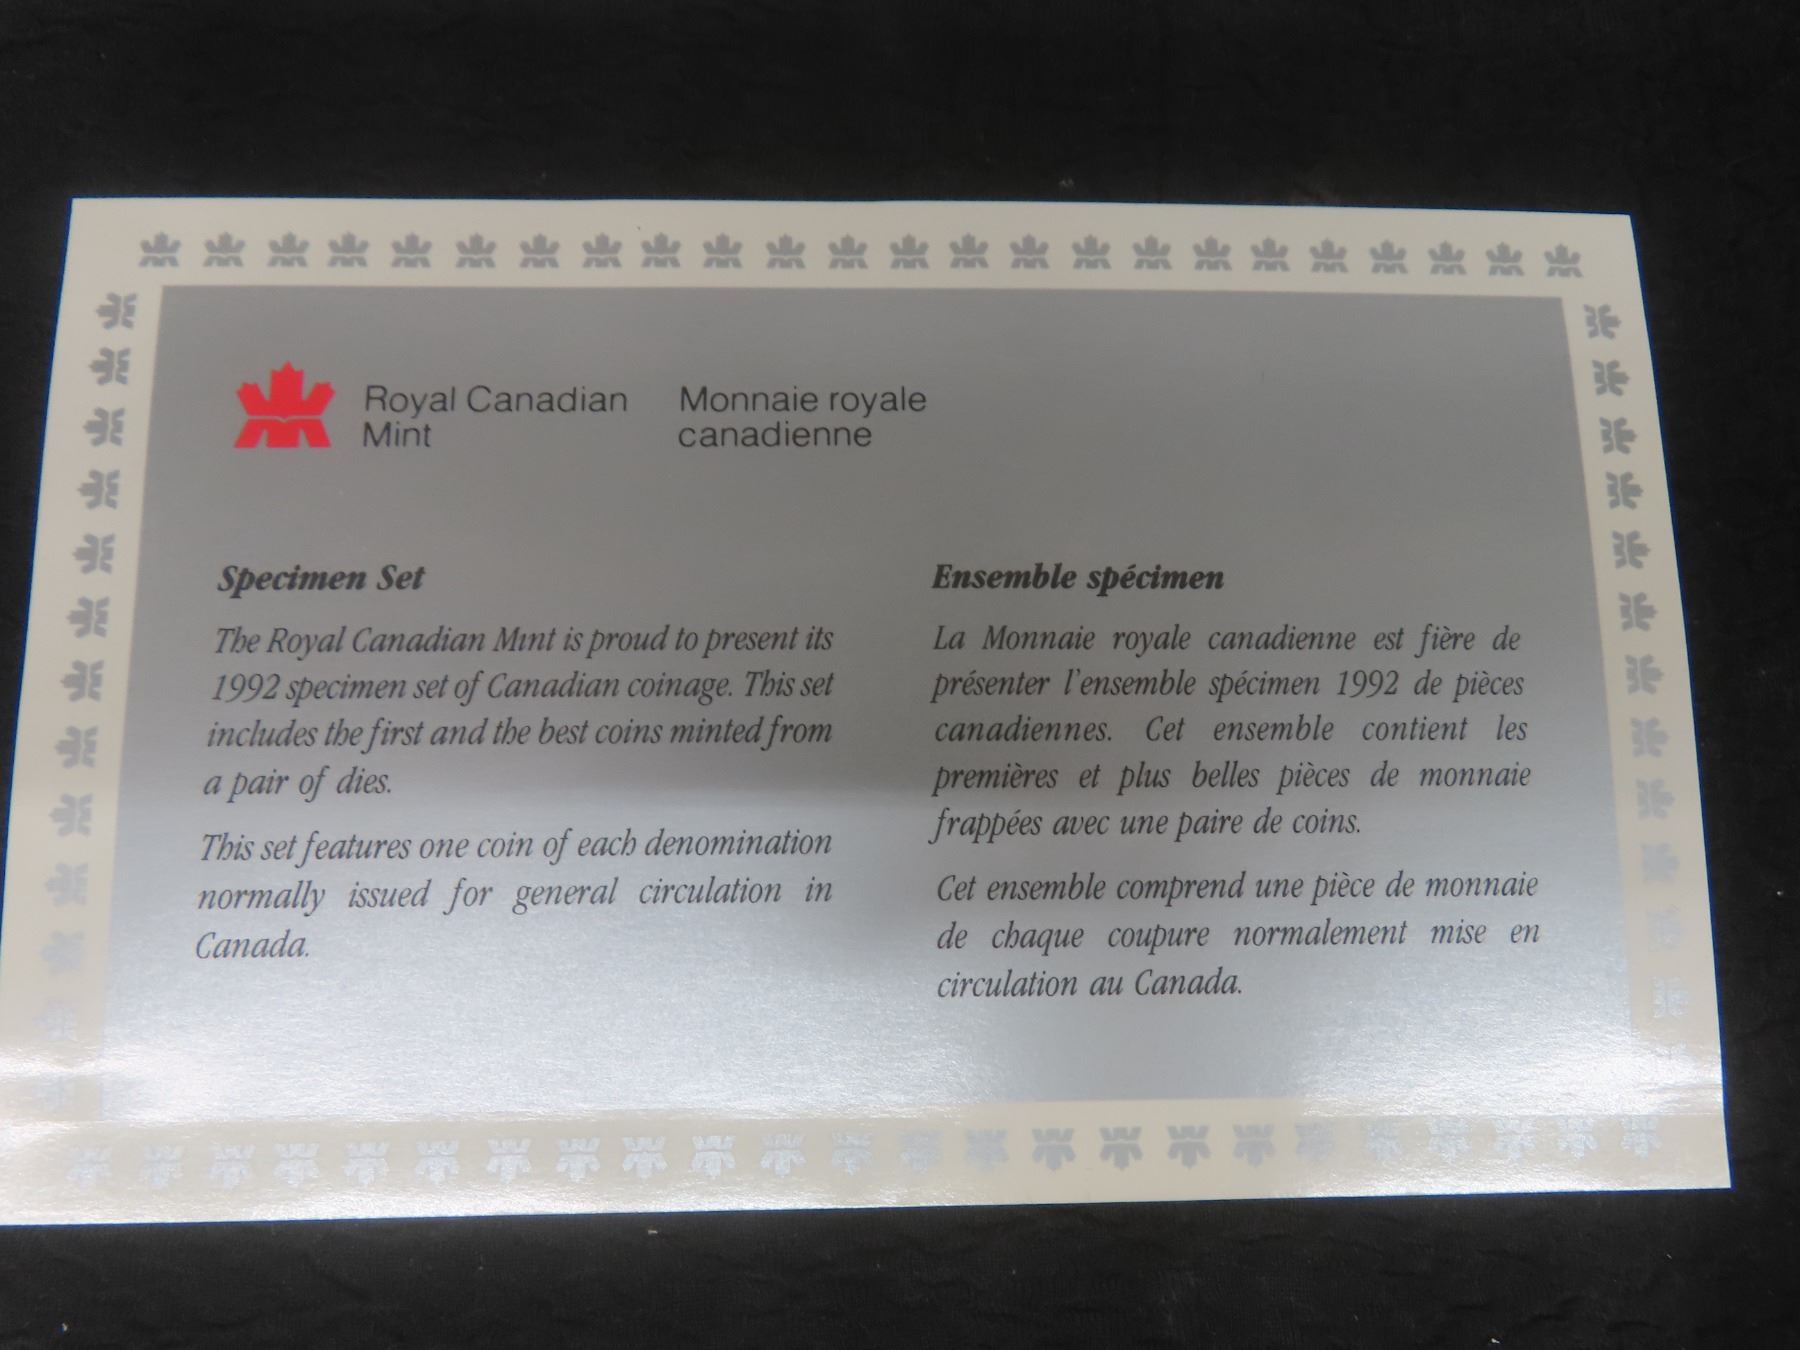 Royal Canadian
Mint
Monnaie royale
canadienne
Specimen Set
The Royal Canadian Mint is proud to present its
1992 specimen set of Canadian coinage. This set
includes the first and the best coins minted from
a pair of dies.
This set features one coin of each denomination
normally issued for general circulation in
Canada.
Ensemble spécimen
La Monnaie royale canadienne est fière de
présenter l'ensemble spécimen 1992 de pièces
canadiennes. Cet ensemble contient les
premières et plus belles pièces de monnaie
frappées avec une paire de coins.
Cet ensemble comprend une pièce de monnaie
de chaque coupure normalement mise en
circulation au Canada.